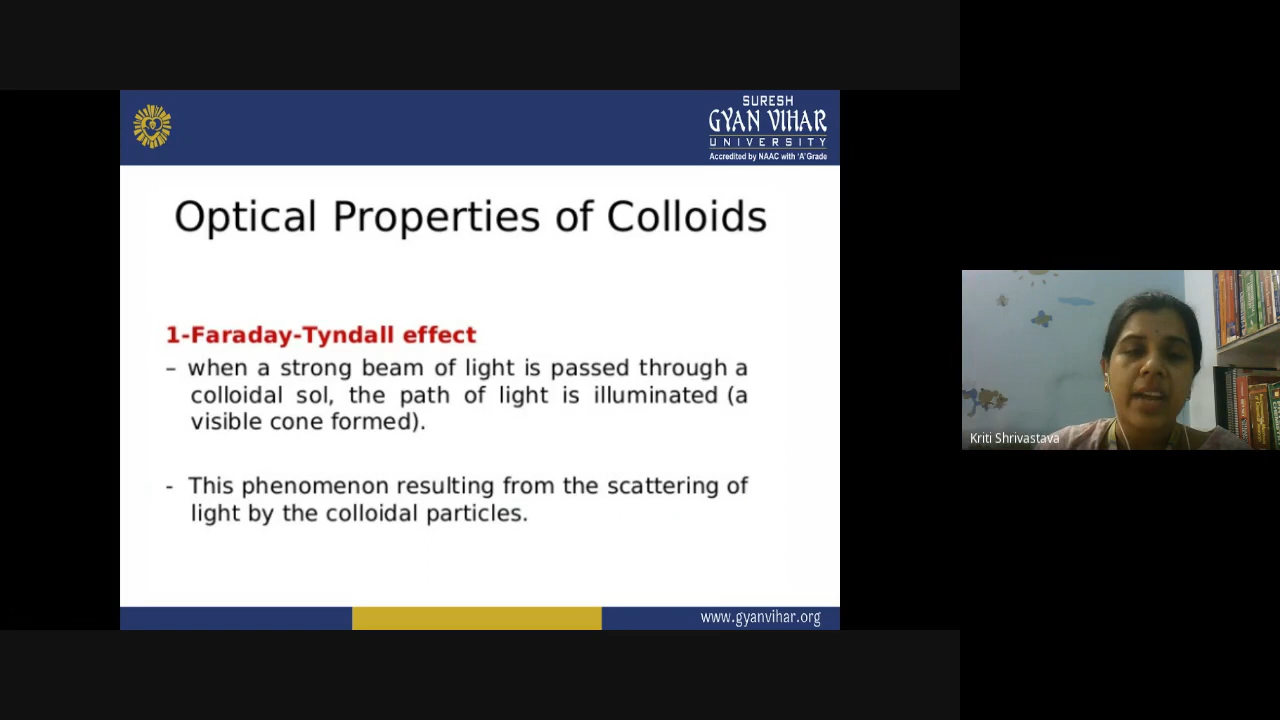 SURESH
GYAN VIHAR
UNIVERSITY
Accredited by NAAC with 'A' Grade
Optical Properties of Colloids
1-Faraday-Tyndall effect
– when a strong beam of light is passed through a
colloidal sol, the path of light is illuminated (a
visible cone formed).
- This phenomenon resulting from the scattering of
light by the colloidal particles.
www.gyanvihar.org
Kriti Shrivastava